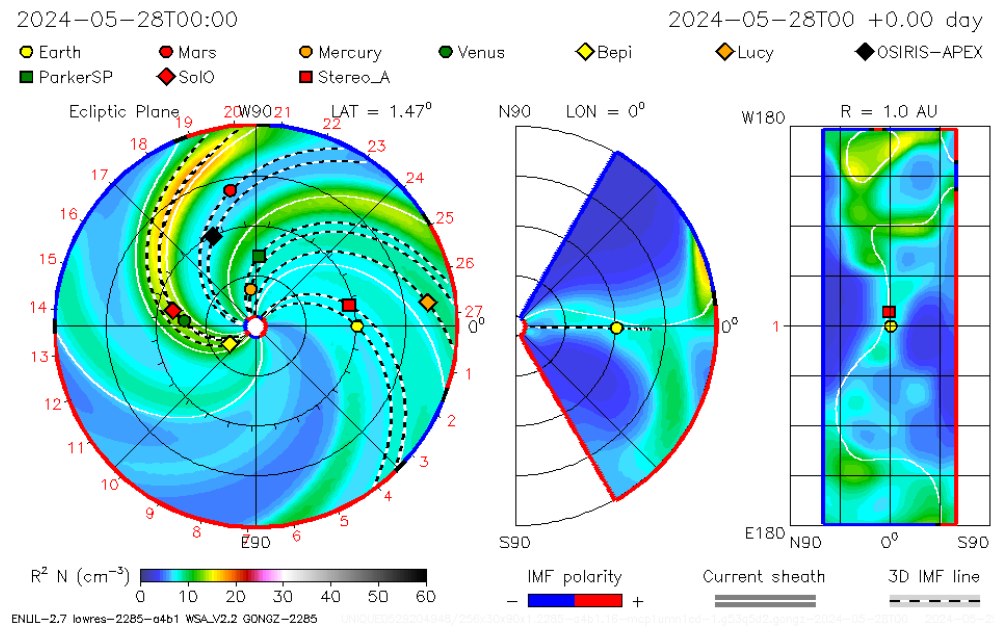 2024-05-28T00:00
2024-05-28T00 +0.00 day
Earth Mars Mercury Venus Bepi Lucy OSIRIS-APEX
ParkerSP SolO Stereo_A
Ecliptic Plane W90 LAT = 1.47°
N90 LON = 0°
W180 R = 1.0 AU
19 20 21 22
18 23
17 24
16 25
15 26
14 27 0°
13 1
12 2
11 3
10 4
9 5
8 7
E90
0°
S90
1
E180
N90 0° S90
R² N (cm⁻³)
0 10 20 30 40 50 60
IMF polarity
- +
Current sheath
3D IMF line
ENLIL-2.7 lowres-2285-a4b1 WSA_V2.2 GONGZ-2285